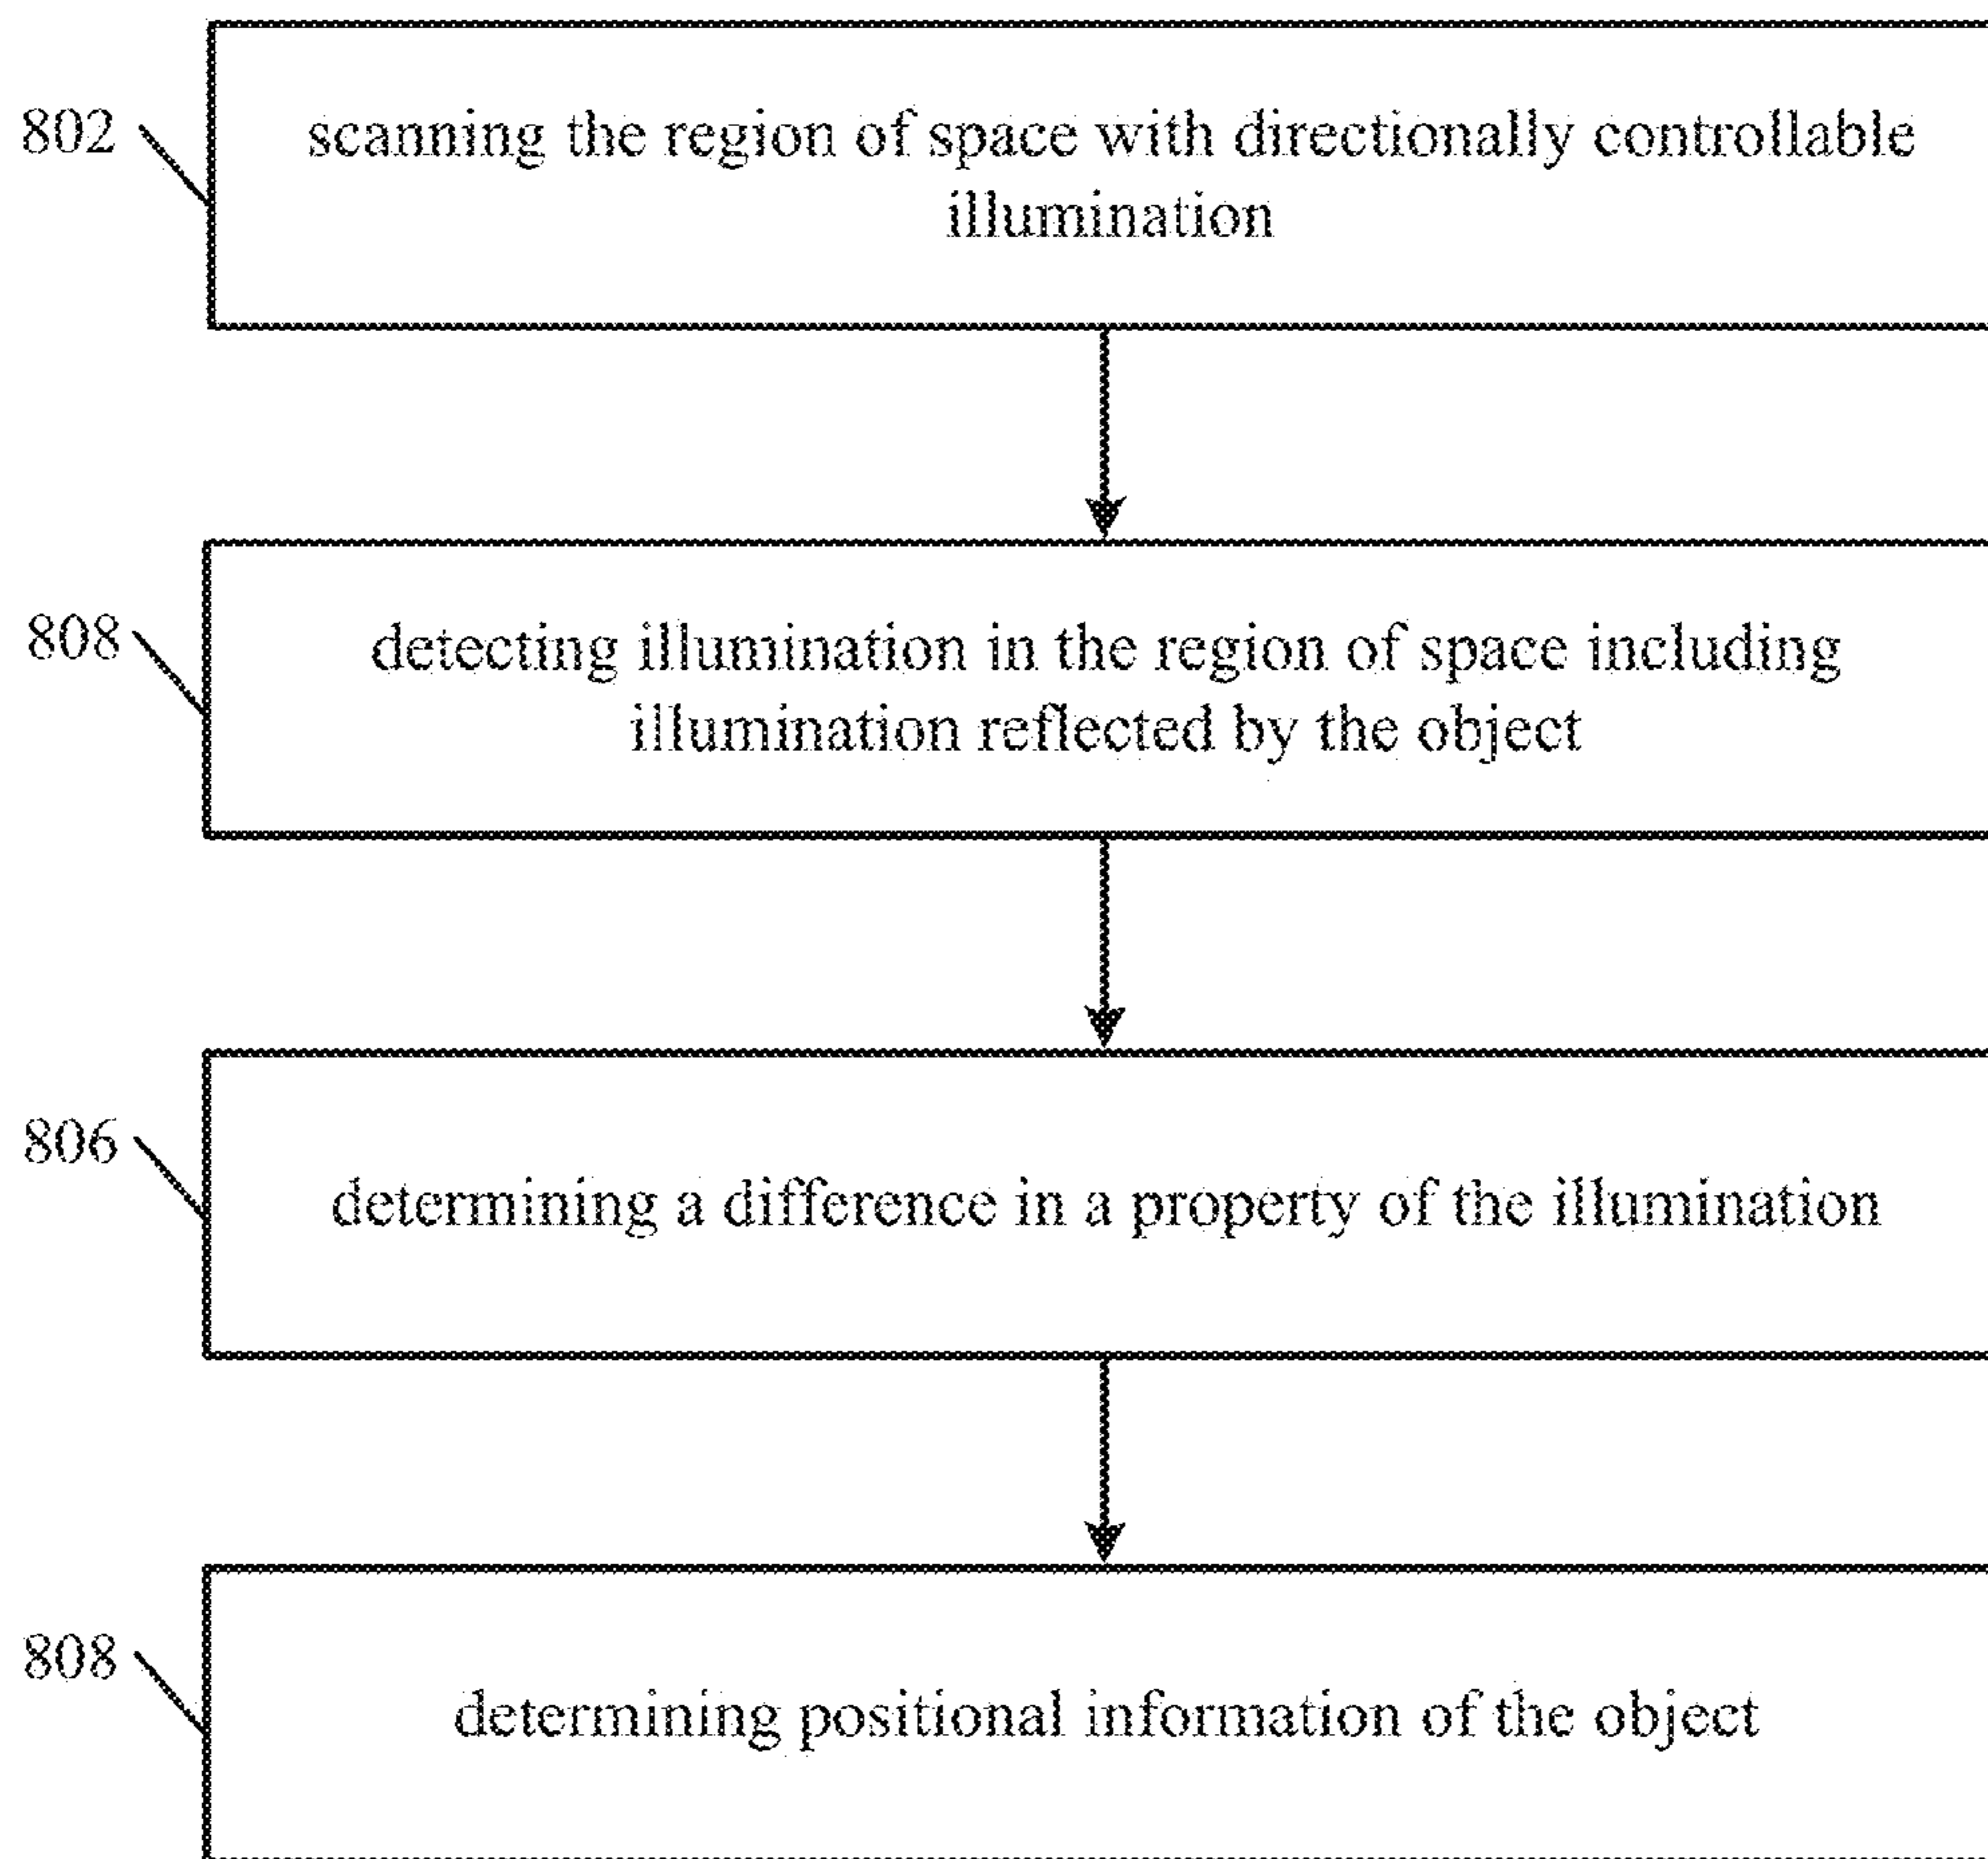 802
scanning the region of space with directionally controllable
illumination
808
detecting illumination in the region of space including
illumination reflected by the object
806
determining a difference in a property of the illumination
808
determining positional information of the object